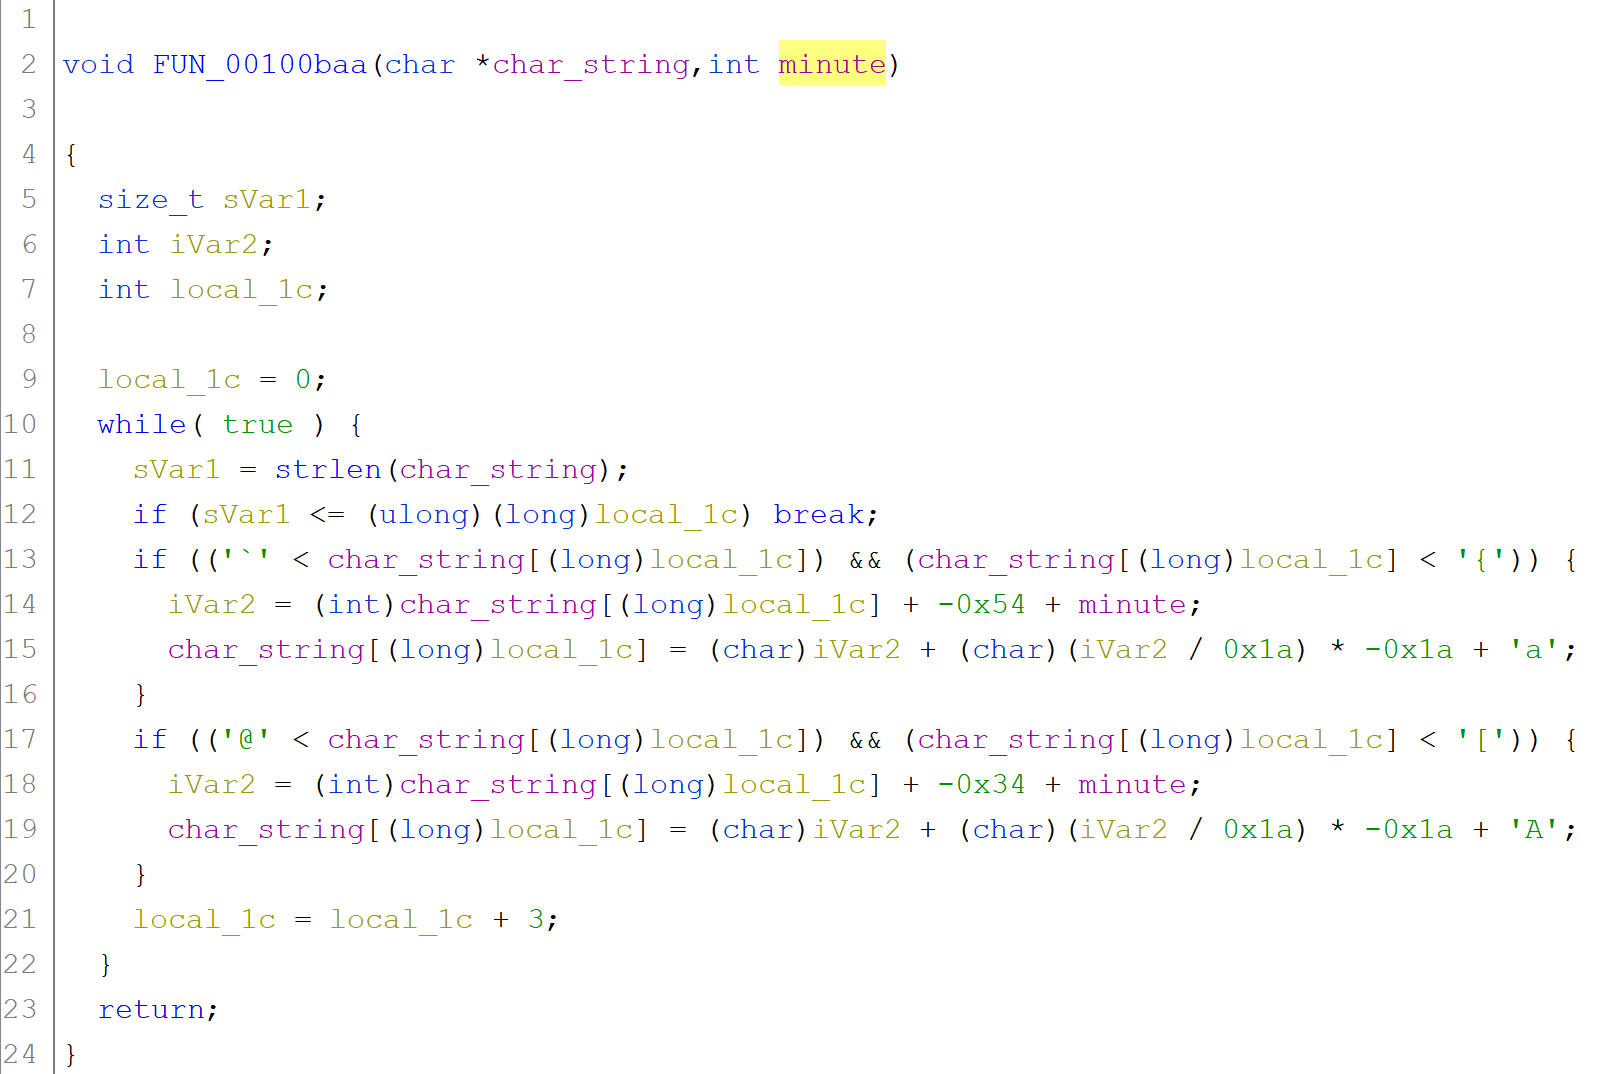 1
2 void FUN_00100baa(char *char_string,int minute)
3
4 {
5   size_t sVar1;
6   int iVar2;
7   int local_1c;
8
9   local_1c = 0;
10   while( true ) {
11     sVar1 = strlen(char_string);
12     if (sVar1 <= (ulong)(long)local_1c) break;
13     if (('`' < char_string[(long)local_1c]) && (char_string[(long)local_1c] < '{')) {
14       iVar2 = (int)char_string[(long)local_1c] + -0x54 + minute;
15       char_string[(long)local_1c] = (char)iVar2 + (char)(iVar2 / 0x1a) * -0x1a + 'a';
16     }
17     if (('@' < char_string[(long)local_1c]) && (char_string[(long)local_1c] < '[')) {
18       iVar2 = (int)char_string[(long)local_1c] + -0x34 + minute;
19       char_string[(long)local_1c] = (char)iVar2 + (char)(iVar2 / 0x1a) * -0x1a + 'A';
20     }
21     local_1c = local_1c + 3;
22   }
23   return;
24 }